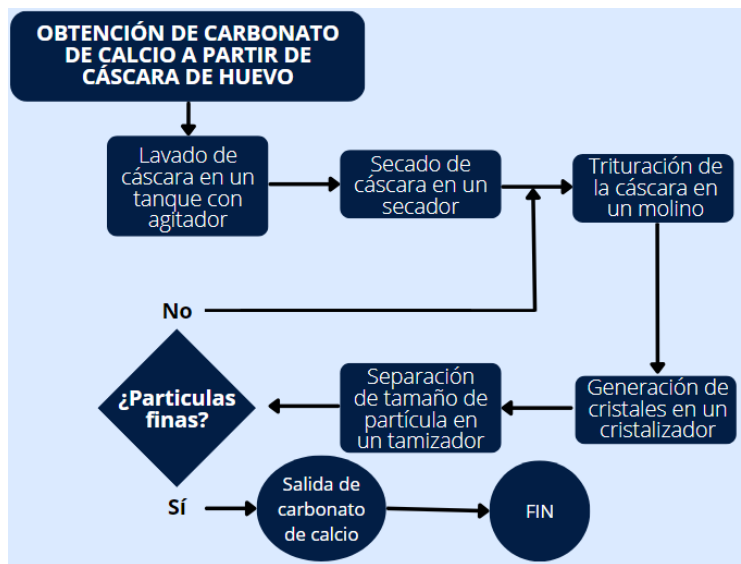 OBTENCIÓN DE CARBONATO
DE CALCIO A PARTIR DE
CÁSCARA DE HUEVO
Lavado de
cáscara en un
tanque con
agitador
Secado de
cáscara en un
secador
Trituración de
la cáscara en
un molino
No
¿Particulas
finas?
Separación
de tamaño de
partícula en
un tamizador
Generación de
cristales en un
cristalizador
Sí
Salida de
carbonato
de calcio
FIN